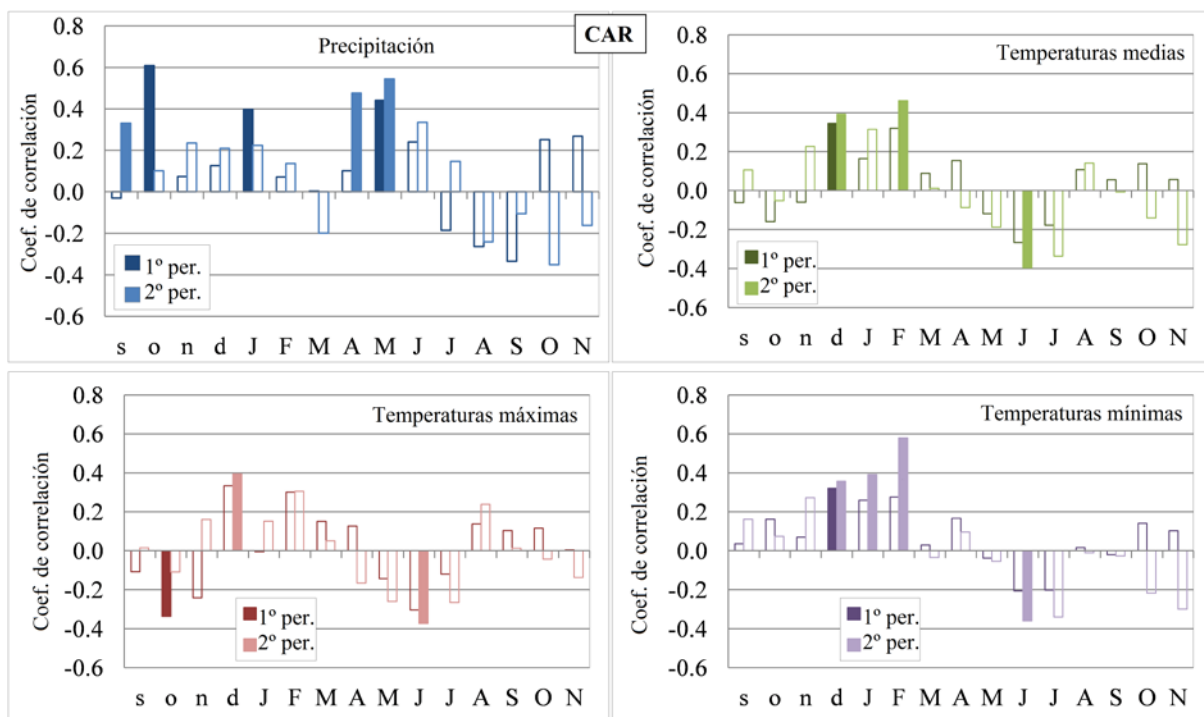 CAR
Precipitación
Coef. de correlación
0.8
0.6
0.4
0.2
0.0
-0.2
-0.4
-0.6
1º per.
2º per.
s o n d J F M A M J J A S O N
Temperaturas medias
Coef. de correlación
0.8
0.6
0.4
0.2
0.0
-0.2
-0.4
-0.6
1º per.
2º per.
s o n d J F M A M J J A S O N
Temperaturas máximas
Coef. de correlación
0.8
0.6
0.4
0.2
0.0
-0.2
-0.4
-0.6
1º per.
2º per.
s o n d J F M A M J J A S O N
Temperaturas mínimas
Coef. de correlación
0.8
0.6
0.4
0.2
0.0
-0.2
-0.4
-0.6
1º per.
2º per.
s o n d J F M A M J J A S O N